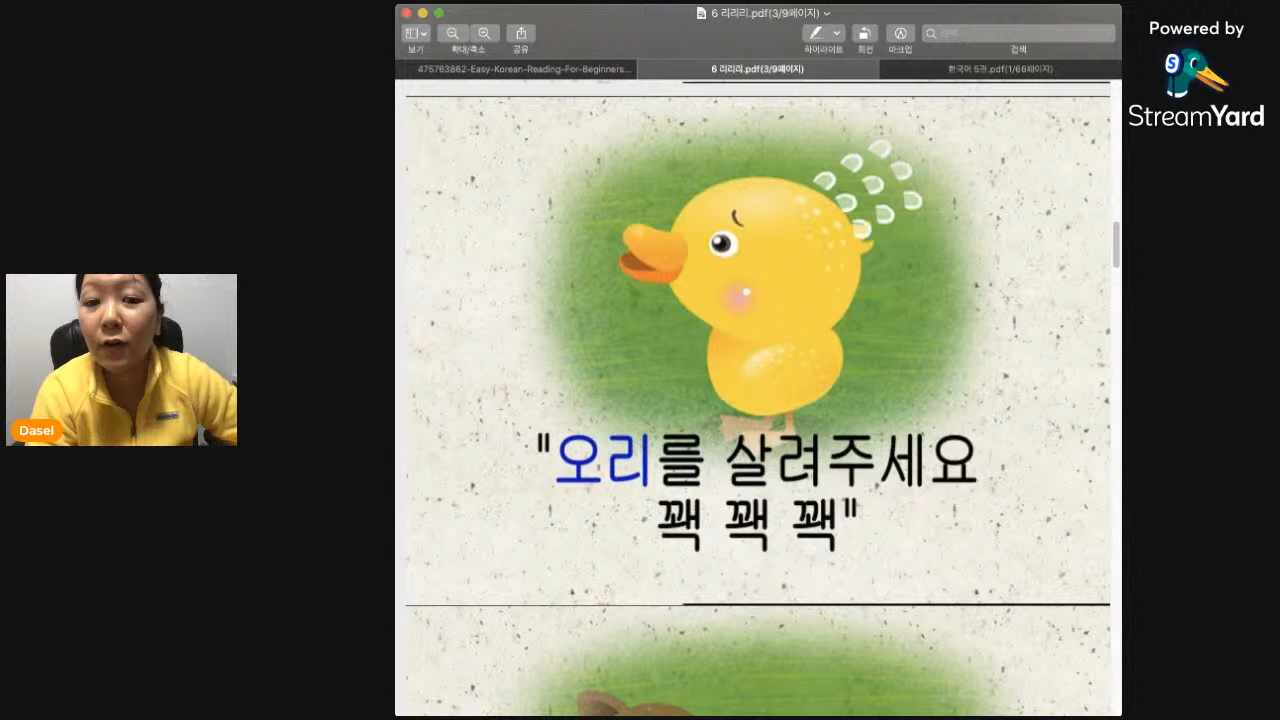 6 리리리.pdf(3/9페이지)
보기
확대/축소
공유
하이라이트
회전
마크업
검색
검색
475763862-Easy-Korean-Reading-For-Beginners...
6 리리리.pdf(3/9페이지)
한국어 5권.pdf(1/66페이지)
Powered by
S
StreamYard
"오리를 살려주세요
꽥 꽥 꽥"
Dasel